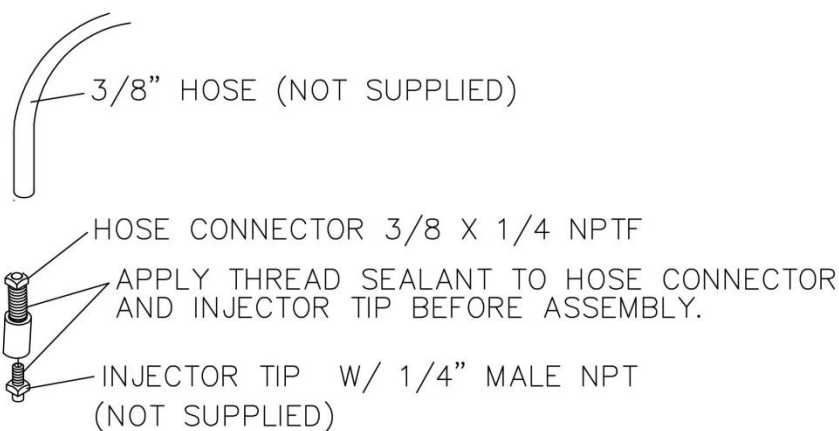 3/8” HOSE (NOT SUPPLIED)
HOSE CONNECTOR 3/8 X 1/4 NPTF
APPLY THREAD SEALANT TO HOSE CONNECTOR
AND INJECTOR TIP BEFORE ASSEMBLY.
INJECTOR TIP W/ 1/4” MALE NPT
(NOT SUPPLIED)